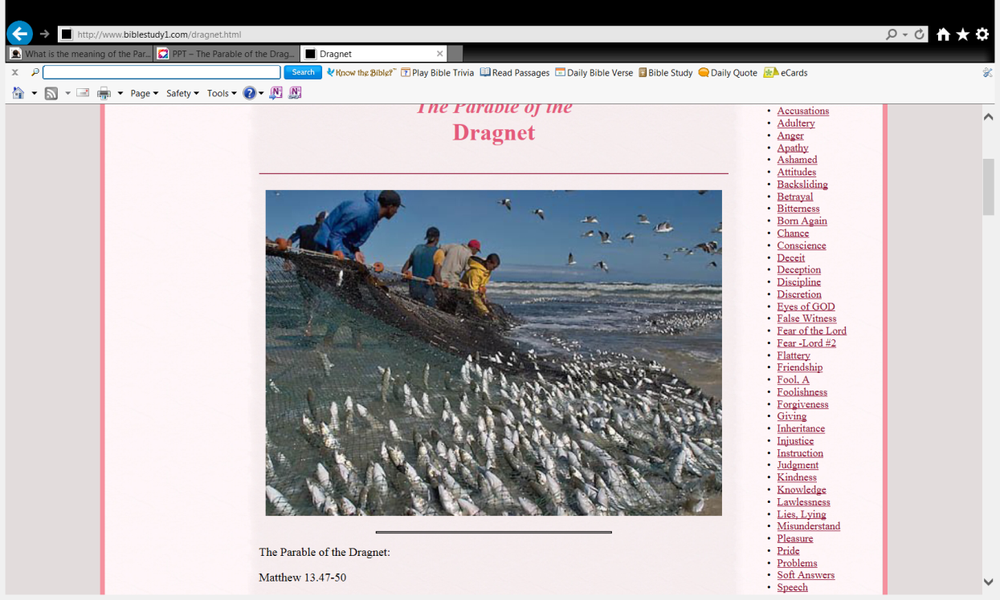 http://www.biblestudy1.com/dragnet.html
What is the meaning of the Par...
PPT – The Parable of the Drag...
Dragnet
Search
Know the Bible?
Play Bible Trivia
Read Passages
Daily Bible Verse
Bible Study
Daily Quote
eCards
Page
Safety
Tools
The Parable of the
Dragnet
The Parable of the Dragnet:
Matthew 13.47-50
Accusations
Adultery
Anger
Apathy
Ashamed
Attitudes
Backsliding
Betrayal
Bitterness
Born Again
Chance
Conscience
Deceit
Deception
Discipline
Discretion
Eyes of GOD
False Witness
Fear of the Lord
Fear -Lord #2
Flattery
Friendship
Fool, A
Foolishness
Forgiveness
Giving
Inheritance
Injustice
Instruction
Judgment
Kindness
Knowledge
Lawlessness
Lies, Lying
Misunderstand
Pleasure
Pride
Problems
Soft Answers
Speech